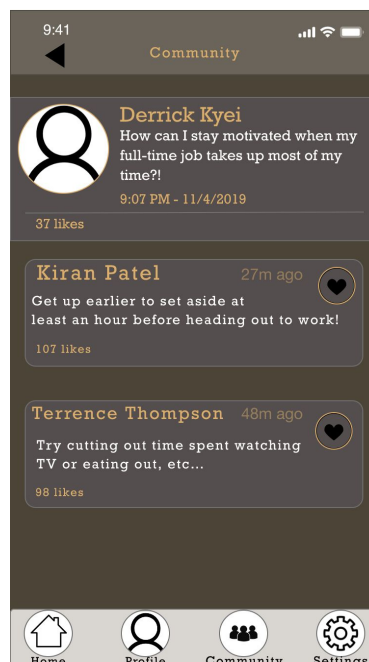 9:41
Community
Derrick Kyei
How can I stay motivated when my
full-time job takes up most of my
time?!
9:07 PM - 11/4/2019
37 likes
Kiran Patel 27m ago
Get up earlier to set aside at
least an hour before heading out to work!
107 likes
Terrence Thompson 48m ago
Try cutting out time spent watching
TV or eating out, etc...
98 likes
Home Profile Community Settings